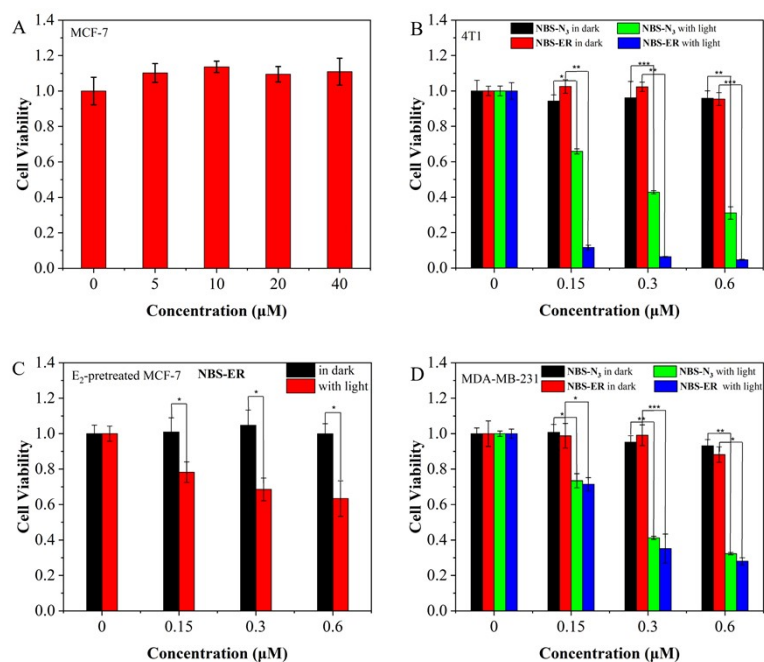 A
MCF-7
Cell Viability
1.4
1.2
1.0
0.8
0.6
0.4
0.2
0.0
0 5 10 20 40
Concentration (μM)
B
4T1
NBS-N₃ in dark NBS-N₃ with light
NBS-ER in dark NBS-ER with light
Cell Viability
1.4
1.2
1.0
0.8
0.6
0.4
0.2
0.0
* **
*** **
** ***
0 0.15 0.3 0.6
Concentration (μM)
C
E₂-pretreated MCF-7 NBS-ER
in dark
with light
Cell Viability
1.4
1.2
1.0
0.8
0.6
0.4
0.2
0.0
* * *
0 0.15 0.3 0.6
Concentration (μM)
D
MDA-MB-231
NBS-N₃ in dark NBS-N₃ with light
NBS-ER in dark NBS-ER with light
Cell Viability
1.4
1.2
1.0
0.8
0.6
0.4
0.2
0.0
* *
** ***
** *
0 0.15 0.3 0.6
Concentration (μM)